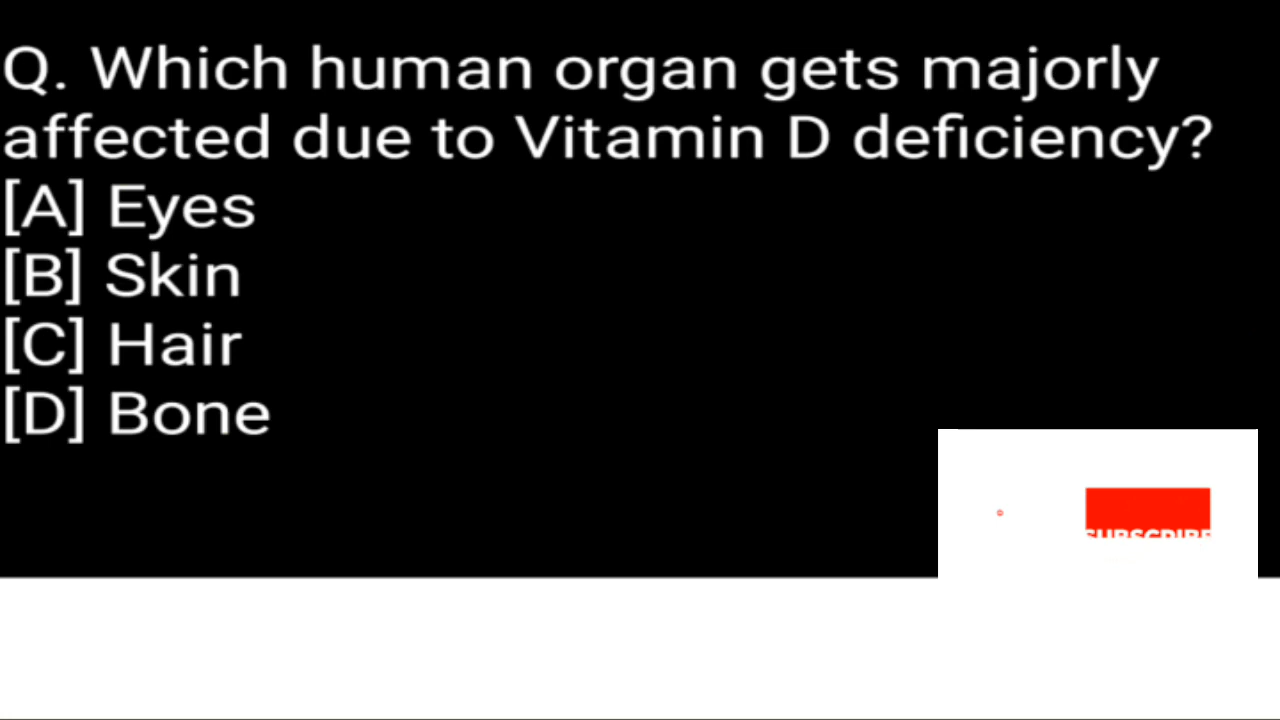 Q. Which human organ gets majorly
affected due to Vitamin D deficiency?
[A] Eyes
[B] Skin
[C] Hair
[D] Bone
SUBSCRIBE